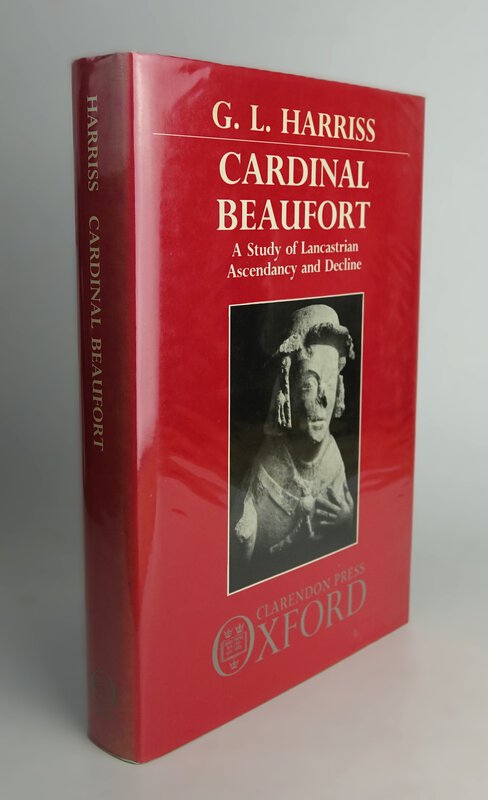 HARRISS CARDINAL BEAUFORT
G. L. HARRISS
CARDINAL
BEAUFORT
A Study of Lancastrian
Ascendancy and Decline
CLARENDON PRESS
OXFORD